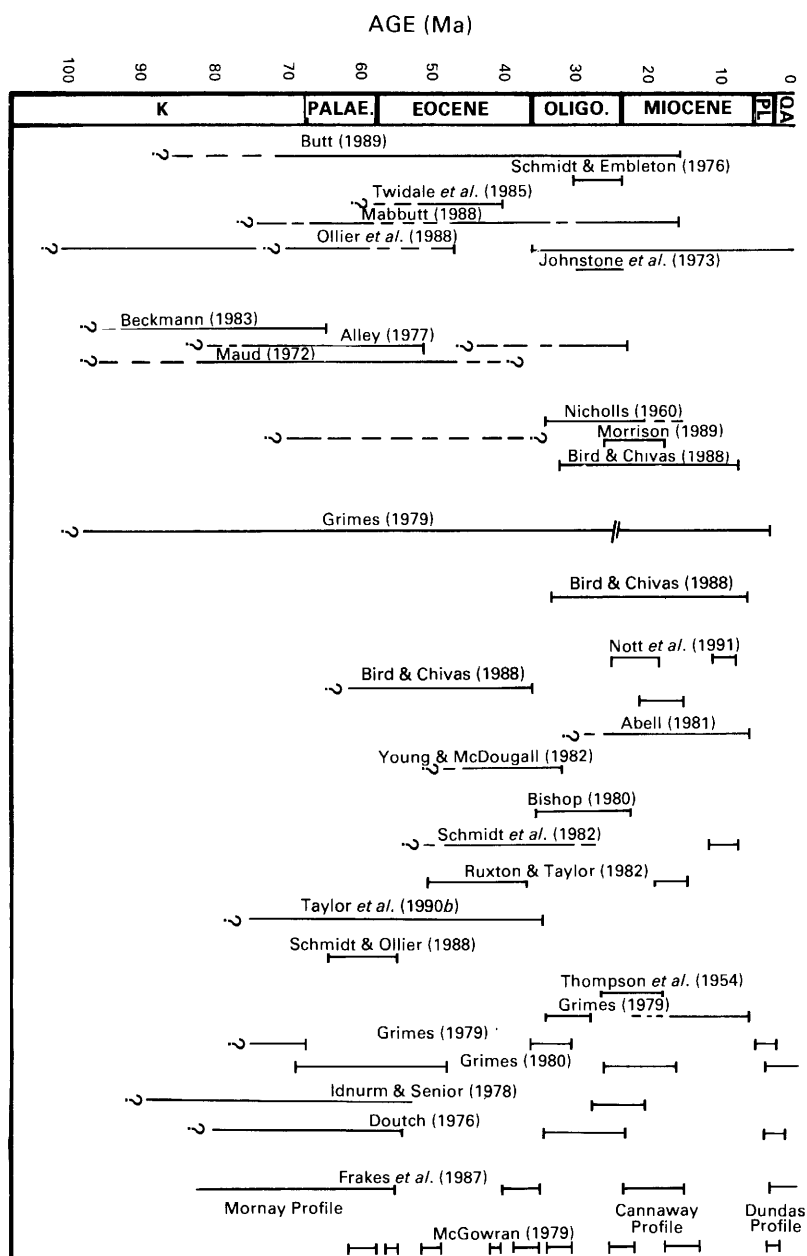 AGE (Ma)
100 90 80 70 60 50 40 30 20 10 0
K PALAE. EOCENE OLIGO. MIOCENE PL Q.A
Butt (1989)
?
Schmidt & Embleton (1976)
Twidale et al. (1985)
?
Mabbutt (1988)
?
Ollier et al. (1988)
? ?
Johnstone et al. (1973)
Beckmann (1983)
?
Alley (1977)
? ?
Maud (1972)
? ?
Nicholls (1960)
Morrison (1989)
? ?
Bird & Chivas (1988)
Grimes (1979)
?
Bird & Chivas (1988)
Nott et al. (1991)
Bird & Chivas (1988)
?
Abell (1981)
?
Young & McDougall (1982)
?
Bishop (1980)
Schmidt et al. (1982)
?
Ruxton & Taylor (1982)
Taylor et al. (1990b)
?
Schmidt & Ollier (1988)
Thompson et al. (1954)
Grimes (1979)
Grimes (1979)
?
Grimes (1980)
Idnurm & Senior (1978)
?
Doutch (1976)
?
Frakes et al. (1987)
Mornay Profile Cannaway Profile Dundas Profile
McGowran (1979)